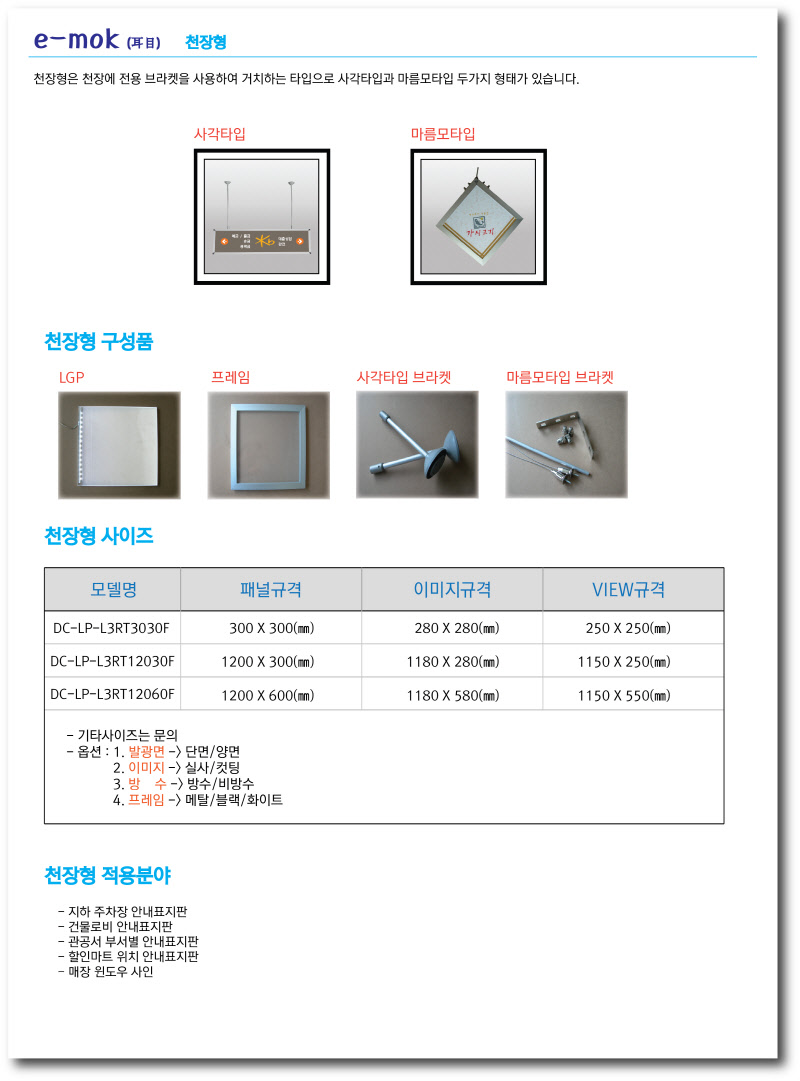 e-mok (耳目) 천장형
천장형은 천장에 전용 브라켓을 사용하여 거치하는 타입으로 사각타입과 마름모타입 두가지 형태가 있습니다.
사각타입 마름모타입
가시고기
천장형 구성품
LGP 프레임 사각타입 브라켓 마름모타입 브라켓
천장형 사이즈
모델명 패널규격 이미지규격 VIEW규격
DC-LP-L3RT3030F 300 X 300(㎜) 280 X 280(㎜) 250 X 250(㎜)
DC-LP-L3RT12030F 1200 X 300(㎜) 1180 X 280(㎜) 1150 X 250(㎜)
DC-LP-L3RT12060F 1200 X 600(㎜) 1180 X 580(㎜) 1150 X 550(㎜)
- 기타사이즈는 문의
- 옵션 : 1. 발광면 -> 단면/양면
2. 이미지 -> 실사/컷팅
3. 방 수 -> 방수/비방수
4. 프레임 -> 메탈/블랙/화이트
천장형 적용분야
- 지하 주차장 안내표지판
- 건물로비 안내표지판
- 관공서 부서별 안내표지판
- 할인마트 위치 안내표지판
- 매장 윈도우 사인